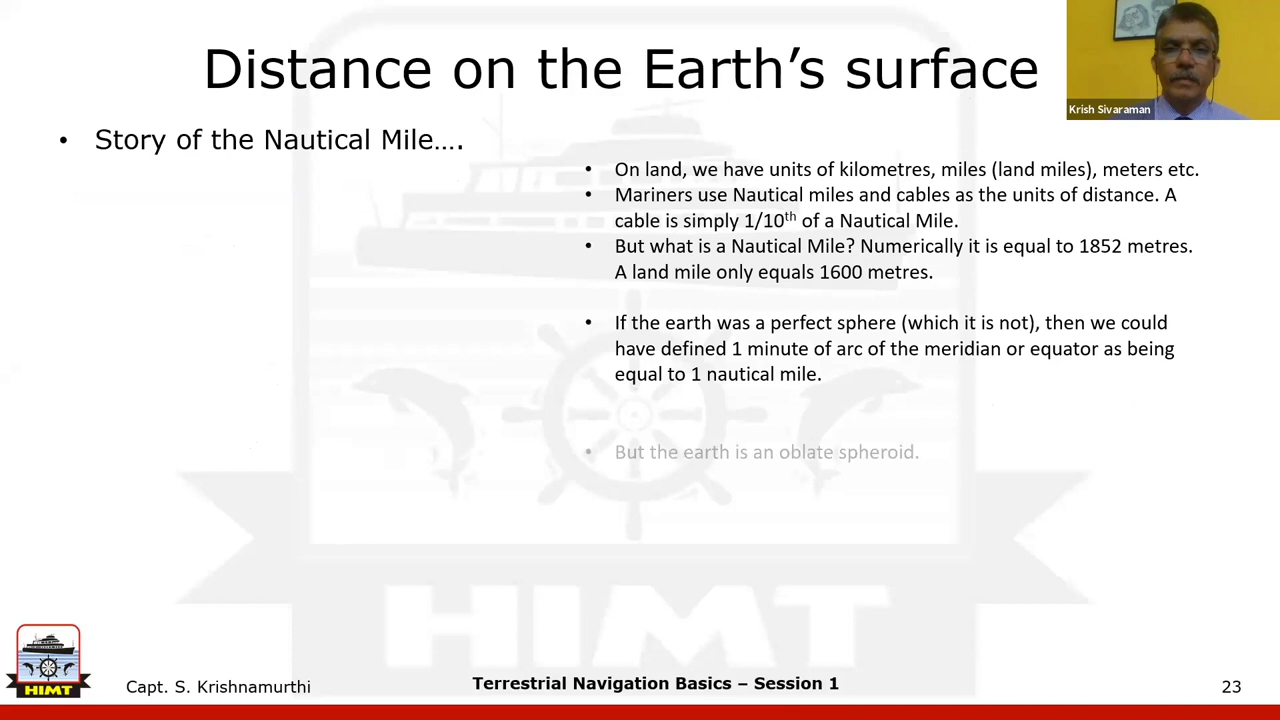 Distance on the Earth’s surface
Krish Sivaraman
• Story of the Nautical Mile….
• On land, we have units of kilometres, miles (land miles), meters etc.
• Mariners use Nautical miles and cables as the units of distance. A
cable is simply 1/10th of a Nautical Mile.
• But what is a Nautical Mile? Numerically it is equal to 1852 metres.
A land mile only equals 1600 metres.
• If the earth was a perfect sphere (which it is not), then we could
have defined 1 minute of arc of the meridian or equator as being
equal to 1 nautical mile.
• But the earth is an oblate spheroid.
HIMT
HIMT
Capt. S. Krishnamurthi
Terrestrial Navigation Basics – Session 1
23